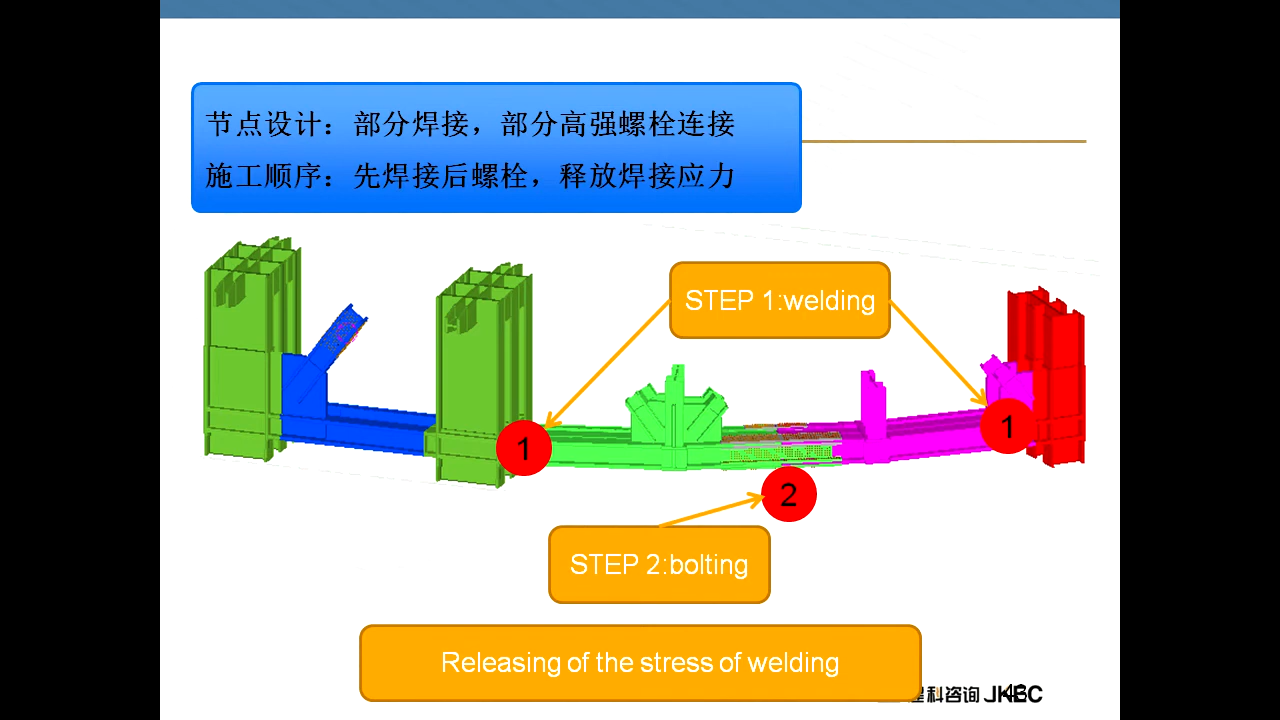 节点设计：部分焊接，部分高强螺栓连接
施工顺序：先焊接后螺栓，释放焊接应力
STEP 1:welding
1
1
2
STEP 2:bolting
Releasing of the stress of welding
科咨询 JKEC